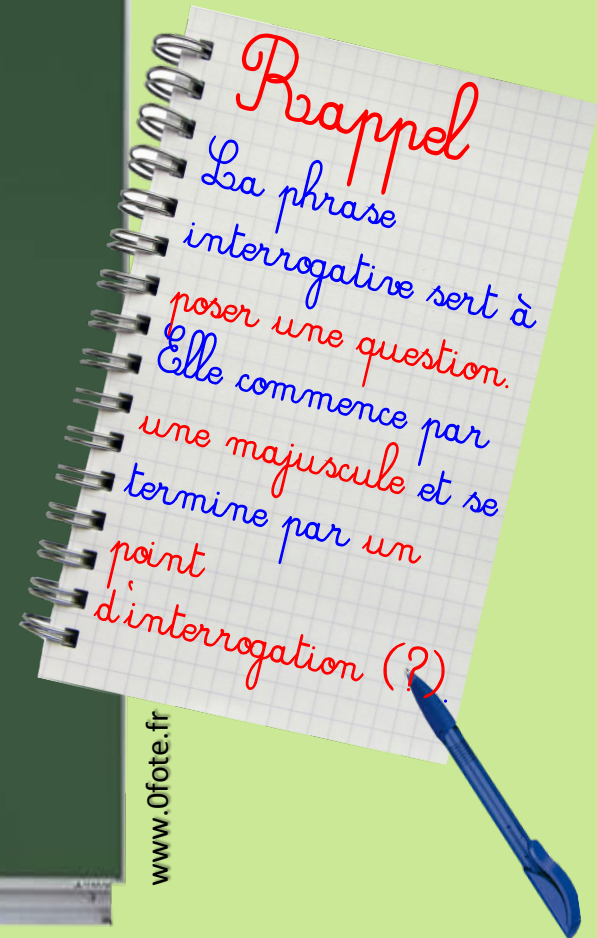 Rappel
La phrase
interrogative sert à
poser une question.
Elle commence par
une majuscule et se
termine par un
point
d'interrogation (?).
www.0fote.fr